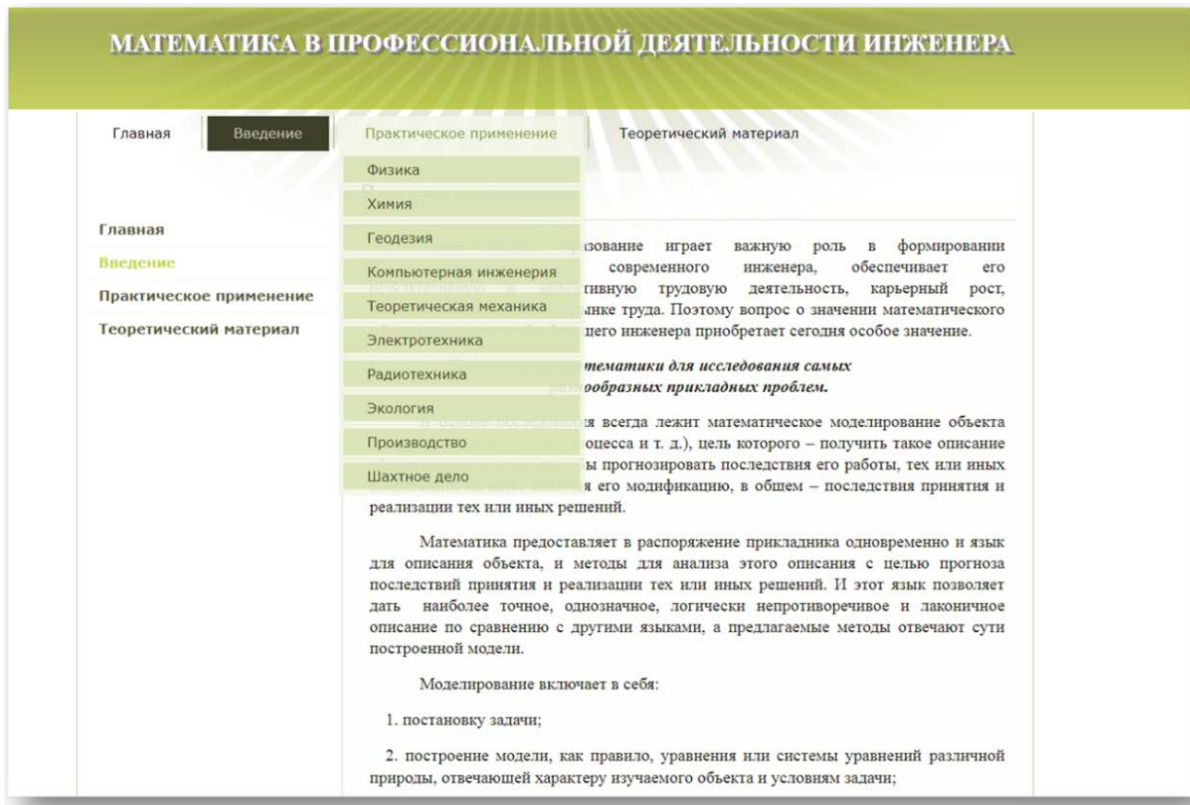 МАТЕМАТИКА В ПРОФЕССИОНАЛЬНОЙ ДЕЯТЕЛЬНОСТИ ИНЖЕНЕРА
Главная Введение Практическое применение Теоретический материал
Физика
Химия
Геодезия
Компьютерная инженерия
Теоретическая механика
Электротехника
Радиотехника
Экология
Производство
Шахтное дело
Главная
Введение
Практическое применение
Теоретический материал
играет важную роль в формировании
современного инженера, обеспечивает его
трудовую деятельность, карьерный рост,
труда. Поэтому вопрос о значении математического
инженера приобретает сегодня особое значение.
для исследования самых
прикладных проблем.
всегда лежит математическое моделирование объекта
и т. д.), цель которого – получить такое описание
прогнозировать последствия его работы, тех или иных
его модификацию, в общем – последствия принятия и
реализации тех или иных решений.
Математика предоставляет в распоряжение прикладника одновременно и язык
для описания объекта, и методы для анализа этого описания с целью прогноза
последствий принятия и реализации тех или иных решений. И этот язык позволяет
дать наиболее точное, однозначное, логически непротиворечивое и лаконичное
описание по сравнению с другими языками, а предлагаемые методы отвечают сути
построенной модели.
Моделирование включает в себя:
1. постановку задачи;
2. построение модели, как правило, уравнения или системы уравнений различной
природы, отвечающей характеру изучаемого объекта и условиям задачи;